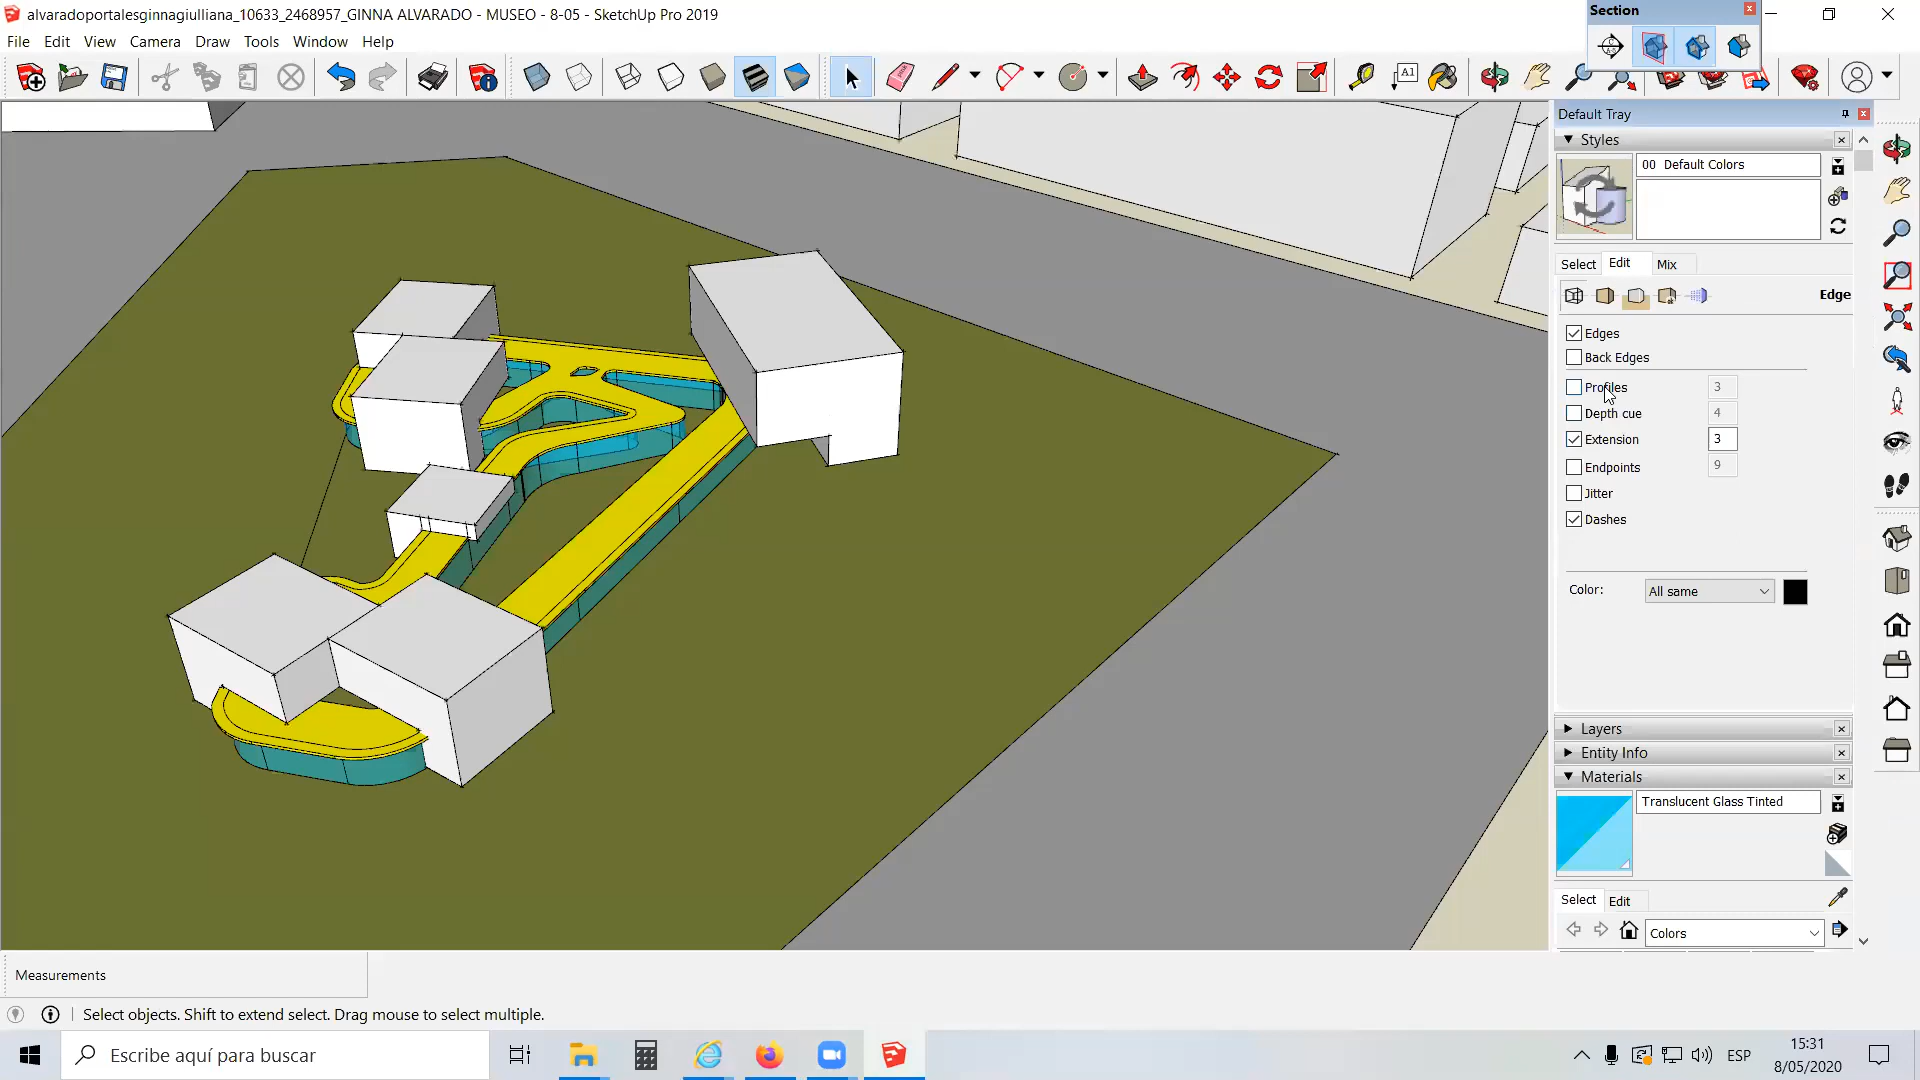 alvaradoportalesginnagiulliana_10633_2468957_GINNA ALVARADO - MUSEO - 8-05 - SketchUp Pro 2019
Section
File Edit View Camera Draw Tools Window Help
A1
Default Tray
Styles
00 Default Colors
Select Edit Mix
Edge
Edges
Back Edges
Profiles 3
Depth cue 4
Extension 3
Endpoints 9
Jitter
Dashes
Color: All same
Layers
Entity Info
Materials
Translucent Glass Tinted
Select Edit
Colors
Measurements
Select objects. Shift to extend select. Drag mouse to select multiple.
Escribe aquí para buscar
ESP
15:31
8/05/2020